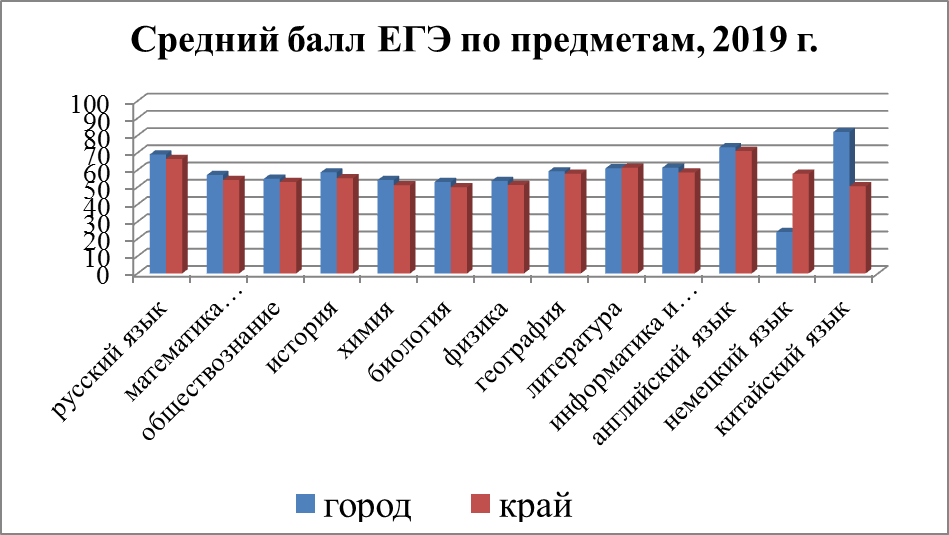 Средний балл ЕГЭ по предметам, 2019 г.
100
90
80
70
60
50
40
30
20
10
0
русский язык
математика…
обществознание
история
химия
биология
физика
география
литература
информатика и…
английский язык
немецкий язык
китайский язык
город
край